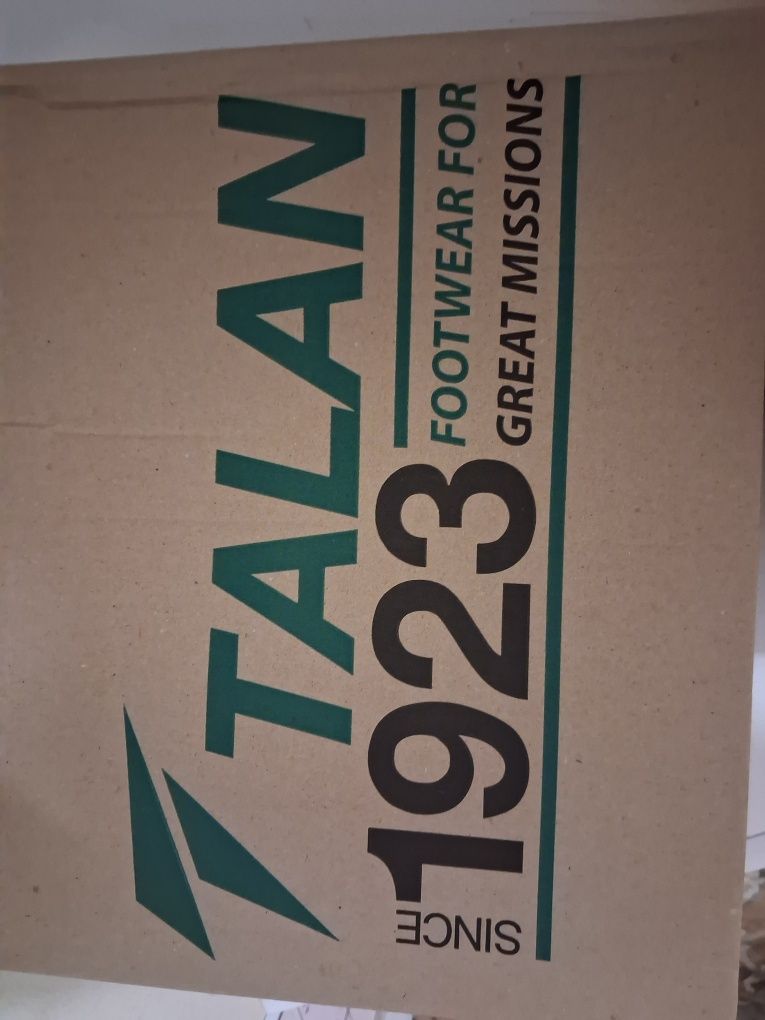 TALAN
SINCE
1923
FOOTWEAR FOR
GREAT MISSIONS